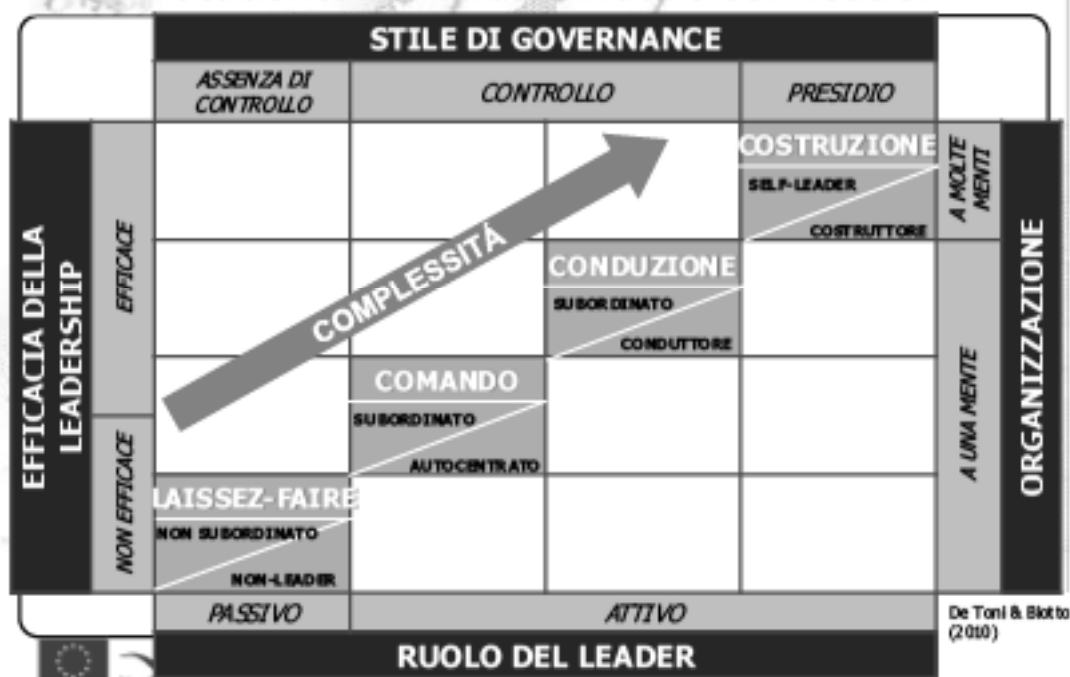 STILE DI GOVERNANCE
ASSENZA DI
CONTROLLO
CONTROLLO
PRESIDIO
EFFICACIA DELLA
LEADERSHIP
EFFICACE
NON EFFICACE
COMPLESSITÀ
COSTRUZIONE
SELF-LEADER
COSTRUTTORE
CONDUZIONE
SUBORDINATO
CONDUTTORE
COMANDO
SUBORDINATO
AUTOCENTRATO
LAISSEZ-FAIRE
NON SUBORDINATO
NON-LEADER
A MOLTE
MENTI
A UNA MENTE
ORGANIZZAZIONE
PASSIVO
ATTIVO
RUOLO DEL LEADER
De Toni & Biotto
(2010)